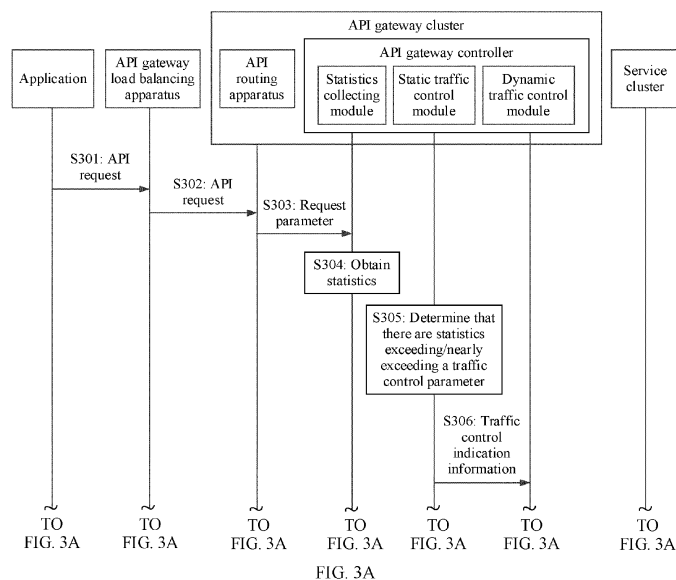 API gateway cluster
API gateway controller
Application
API gateway
load balancing
apparatus
API
routing
apparatus
Statistics
collecting
module
Static traffic
control
module
Dynamic
traffic control
module
Service
cluster
S301: API
request
S302: API
request
S303: Request
parameter
S304: Obtain
statistics
S305: Determine that
there are statistics
exceeding/nearly
exceeding a traffic
control parameter
S306: Traffic
control
indication
information
TO
FIG. 3A
TO
FIG. 3A
TO
FIG. 3A
TO
FIG. 3A
TO
FIG. 3A
TO
FIG. 3A
TO
FIG. 3A
FIG. 3A